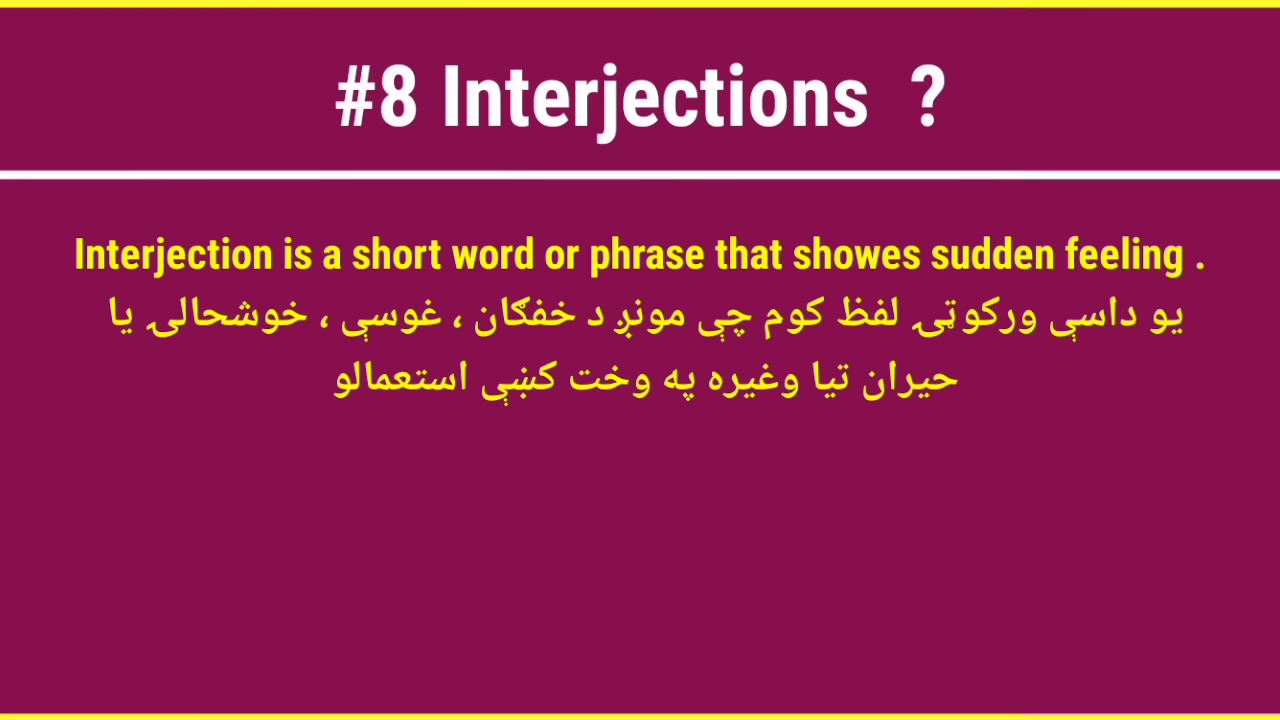 #8 Interjections ?
Interjection is a short word or phrase that showes sudden feeling .
یو داسې ورکوټۍ لفظ کوم چې مونږ د خفګان ، غوسې ، خوشحالۍ یا
حیران تیا وغیره په وخت کښې استعمالو